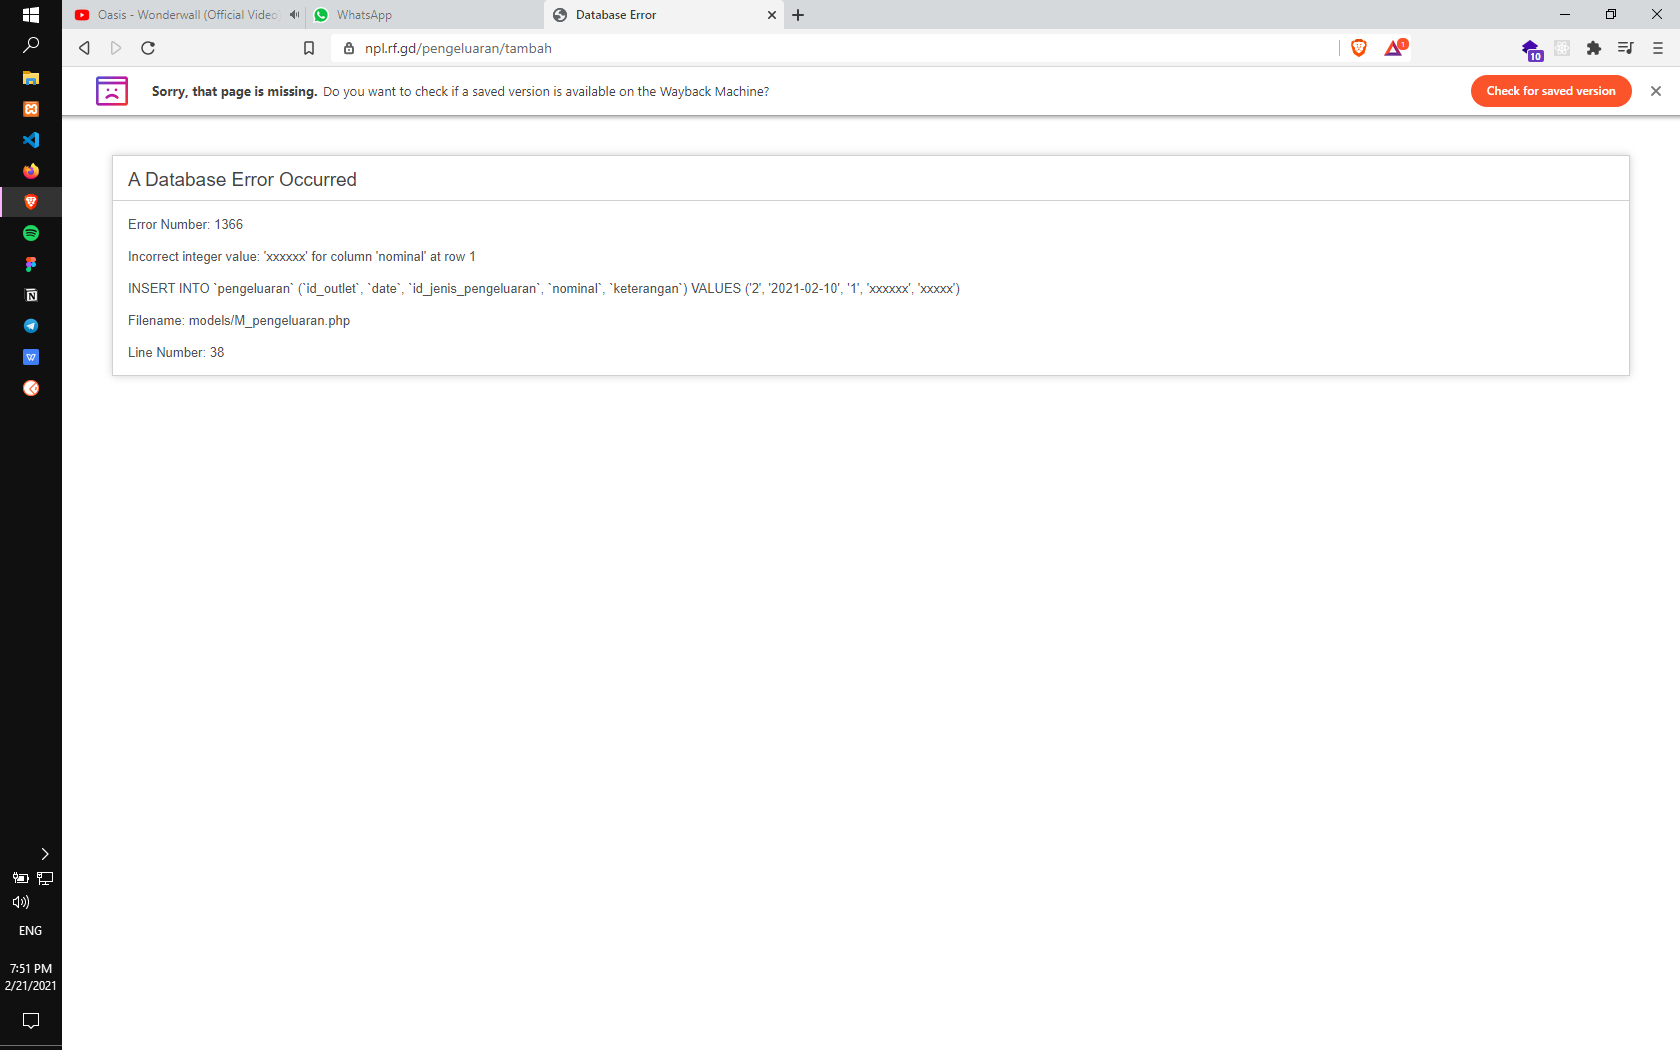 Oasis - Wonderwall (Official Video)
WhatsApp
Database Error
npl.rf.gd/pengeluaran/tambah
1
10
Sorry, that page is missing. Do you want to check if a saved version is available on the Wayback Machine?
Check for saved version
A Database Error Occurred
Error Number: 1366
Incorrect integer value: 'xxxxxx' for column 'nominal' at row 1
INSERT INTO `pengeluaran` (`id_outlet`, `date`, `id_jenis_pengeluaran`, `nominal`, `keterangan`) VALUES ('2', '2021-02-10', '1', 'xxxxxx', 'xxxxx')
Filename: models/M_pengeluaran.php
Line Number: 38
ENG
7:51 PM
2/21/2021